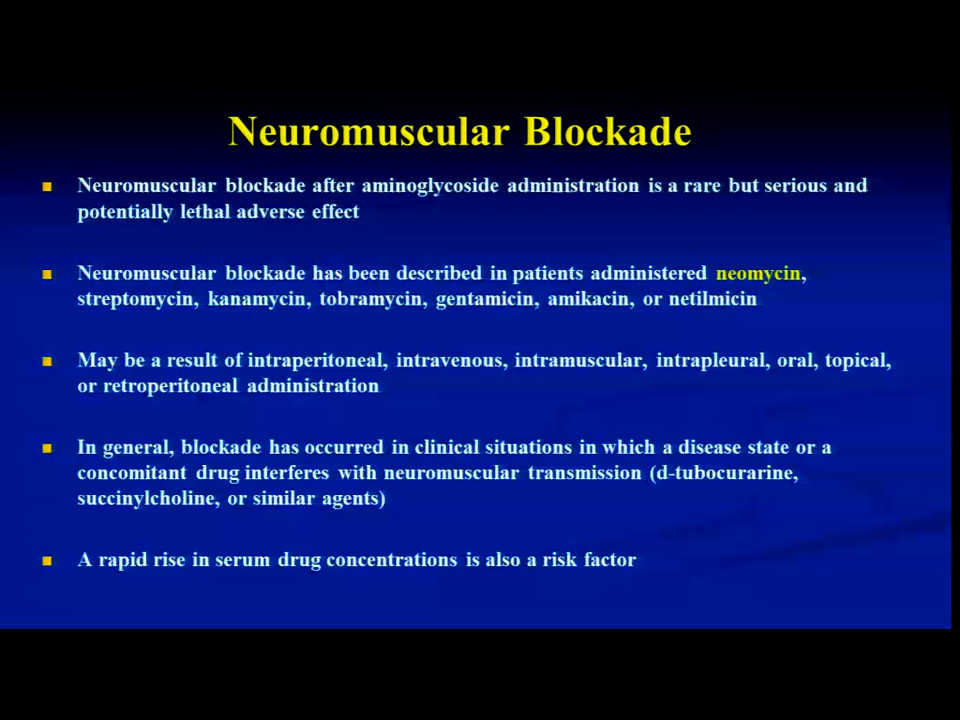 Neuromuscular Blockade
Neuromuscular blockade after aminoglycoside administration is a rare but serious and
potentially lethal adverse effect
Neuromuscular blockade has been described in patients administered neomycin,
streptomycin, kanamycin, tobramycin, gentamicin, amikacin, or netilmicin
May be a result of intraperitoneal, intravenous, intramuscular, intrapleural, oral, topical,
or retroperitoneal administration
In general, blockade has occurred in clinical situations in which a disease state or a
concomitant drug interferes with neuromuscular transmission (d-tubocurarine,
succinylcholine, or similar agents)
A rapid rise in serum drug concentrations is also a risk factor